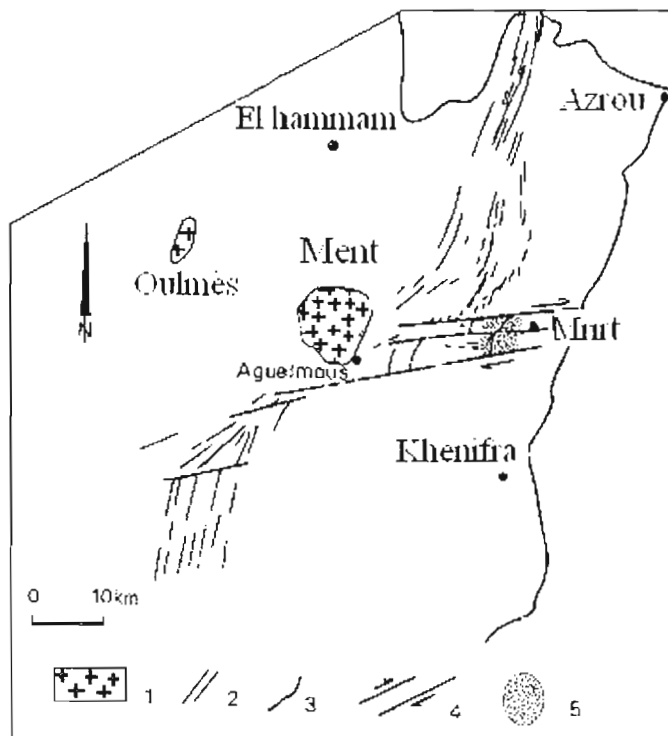 Azrou
El hammam
Oulmès
Ment
Mrirt
Aguelmous
N
Khenifra
0 10km
1 2 3 4 5